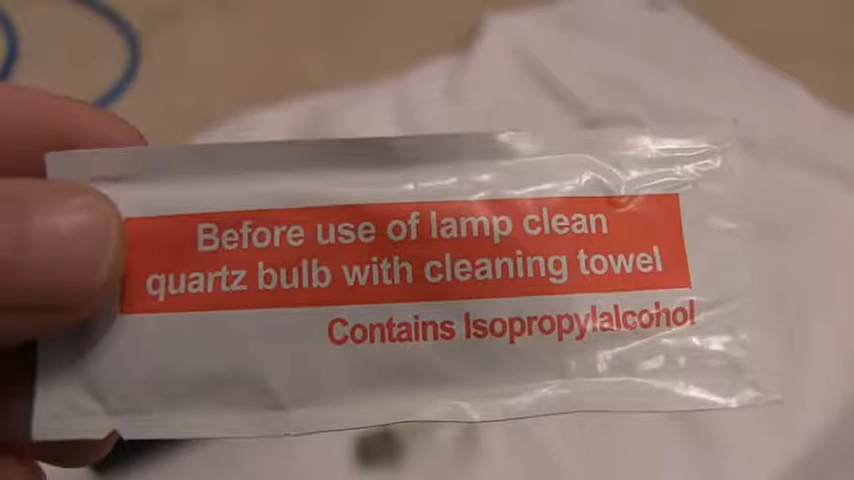 Before use of lamp clean
quartz bulb with cleaning towel
Contains Isopropylalcohol